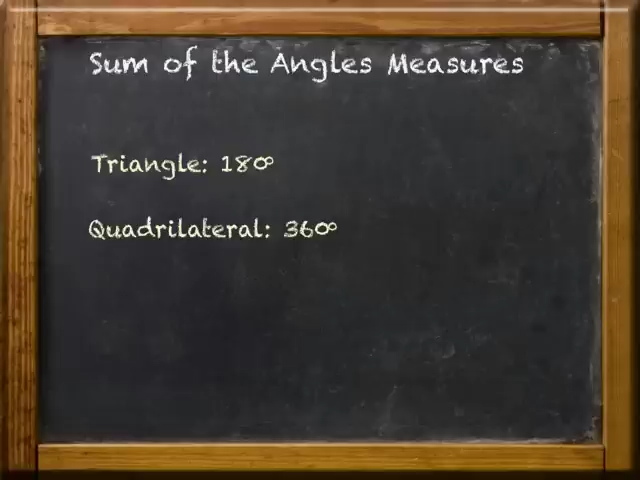 Sum of the Angles Measures
Triangle: 180°
Quadrilateral: 360°